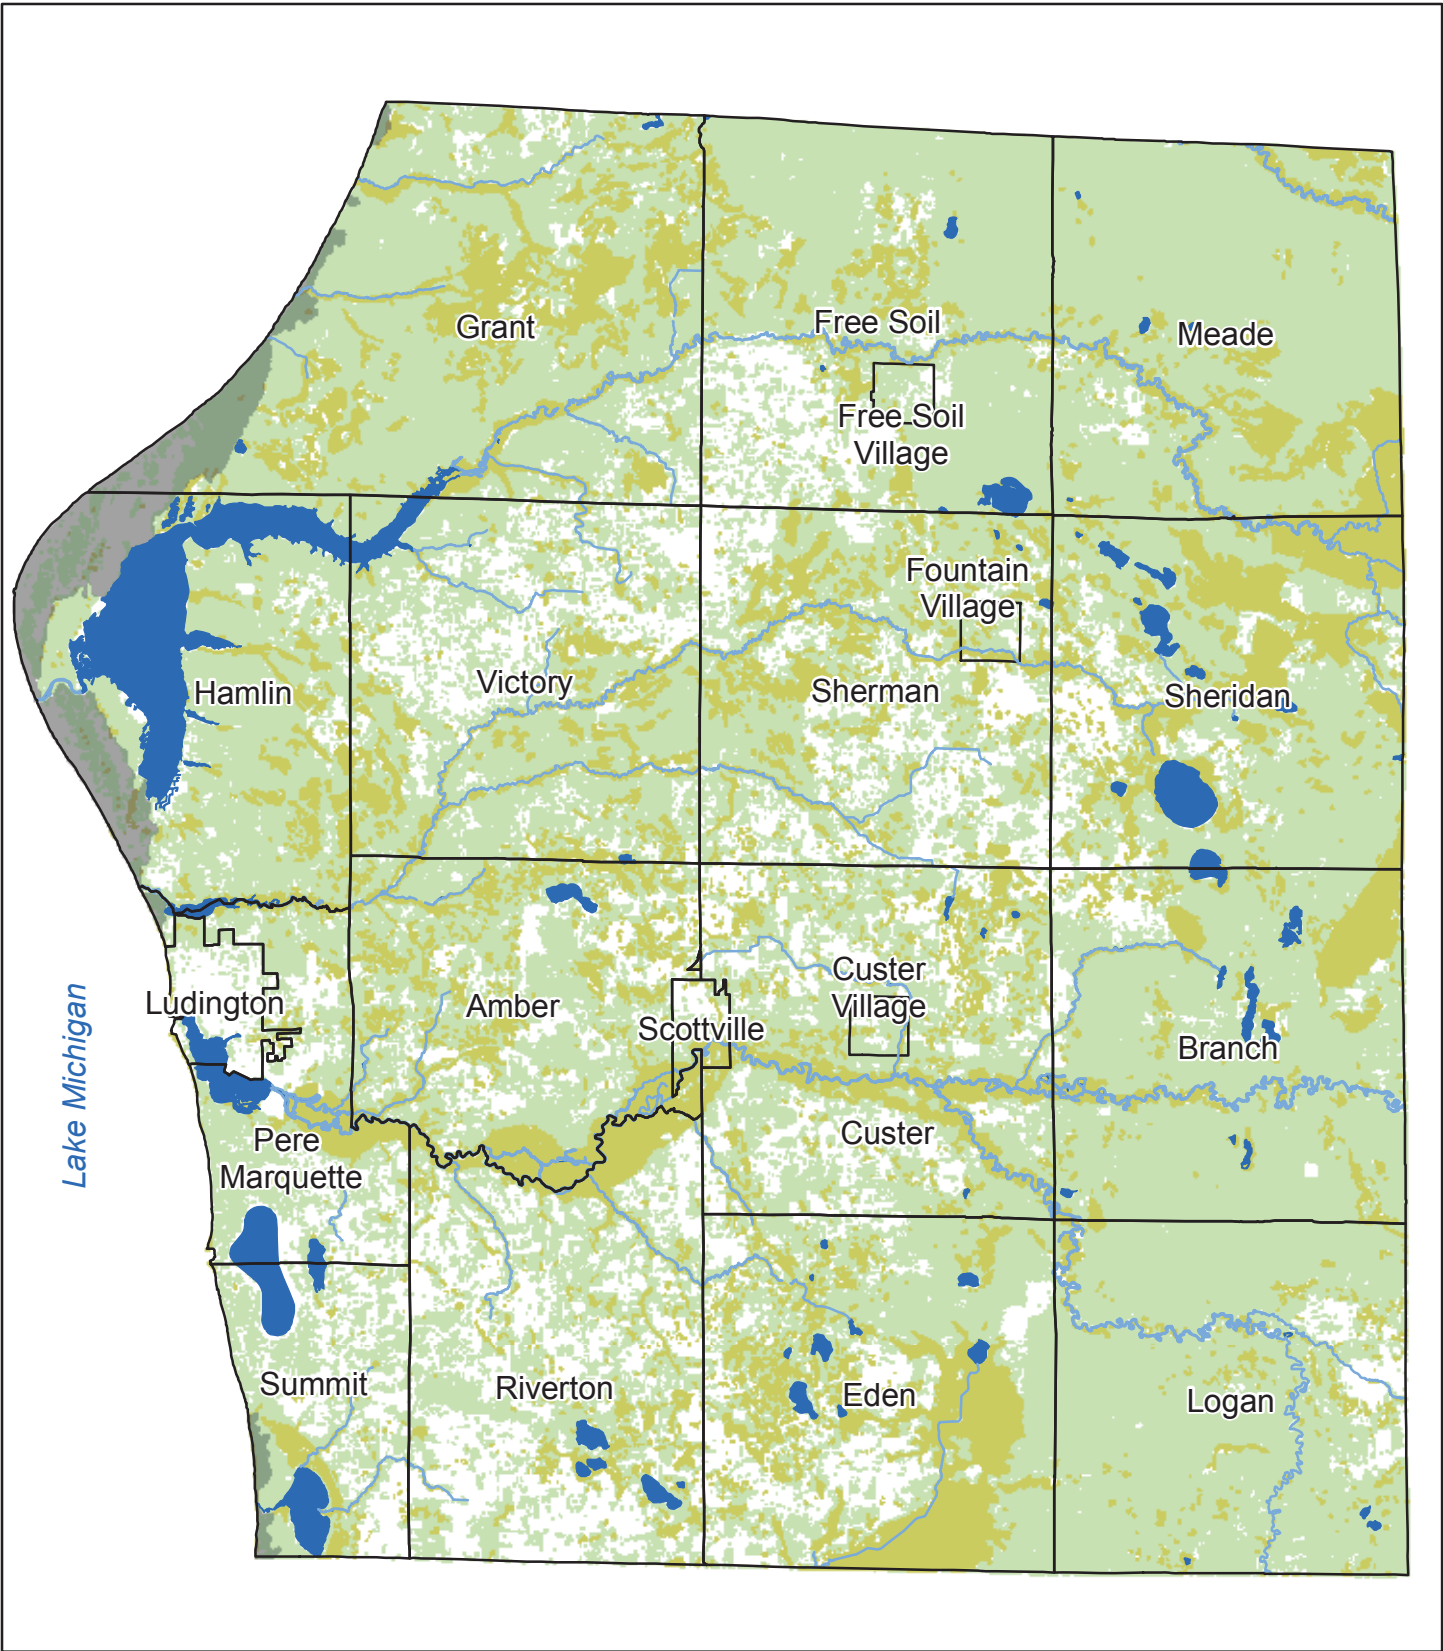 Grant
Free Soil
Meade
Free Soil
Village
Fountain
Village
Hamlin
Victory
Sherman
Sheridan
Ludington
Amber
Scottville
Custer
Village
Branch
Lake Michigan
Pere
Marquette
Custer
Summit
Riverton
Eden
Logan